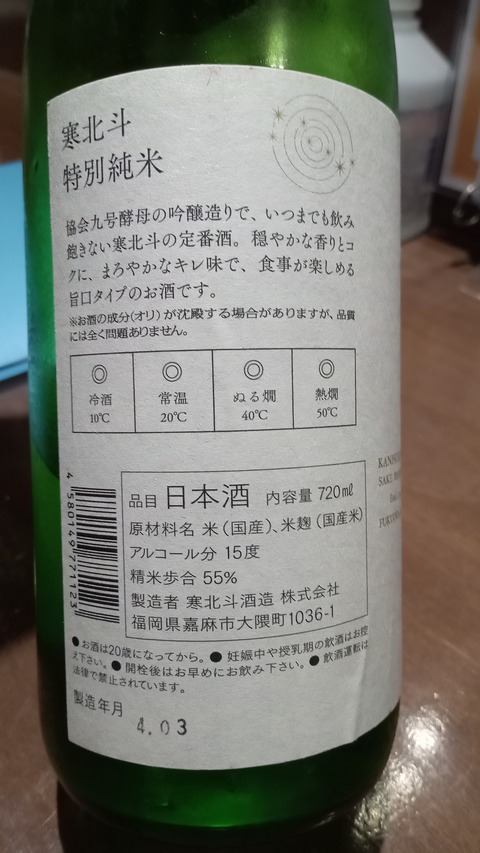 寒北斗
特別純米
協会九号酵母の吟醸造りで、いつまでも飲み
飽きない寒北斗の定番酒。穏やかな香りとコ
クに、まろやかなキレ味で、食事が楽しめる
旨口タイプのお酒です。
※お酒の成分(オリ)が沈殿する場合がありますが、品質
には全く問題ありません。
◎ ◎ ◎ ◎
冷酒 常温 ぬる燗 熱燗
10℃ 20℃ 40℃ 50℃
品目 日本酒 内容量 720㎖
原材料名 米(国産)、米麹(国産米)
アルコール分 15度
精米歩合 55%
製造者 寒北斗酒造 株式会社
福岡県嘉麻市大隈町1036-1
4580149771123
●お酒は20歳になってから。●妊娠中や授乳期の飲酒はお控
え下さい。●開栓後はお早めにお飲み下さい。●飲酒運転は
法律で禁止されています。
製造年月
4.03
SAKE